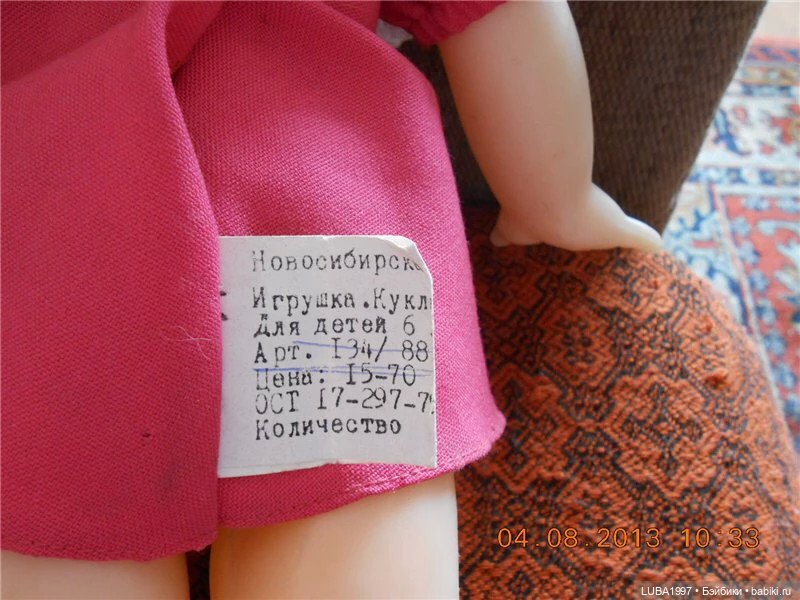 Новосибирск
Игрушка.Кукл
Для детей 6
Арт. I34/ 88
Цена: I5-70
ОСТ I7-297-7
Количество
04.08.2013 10:33
LUBA1997 • Бэйбики • babiki.ru